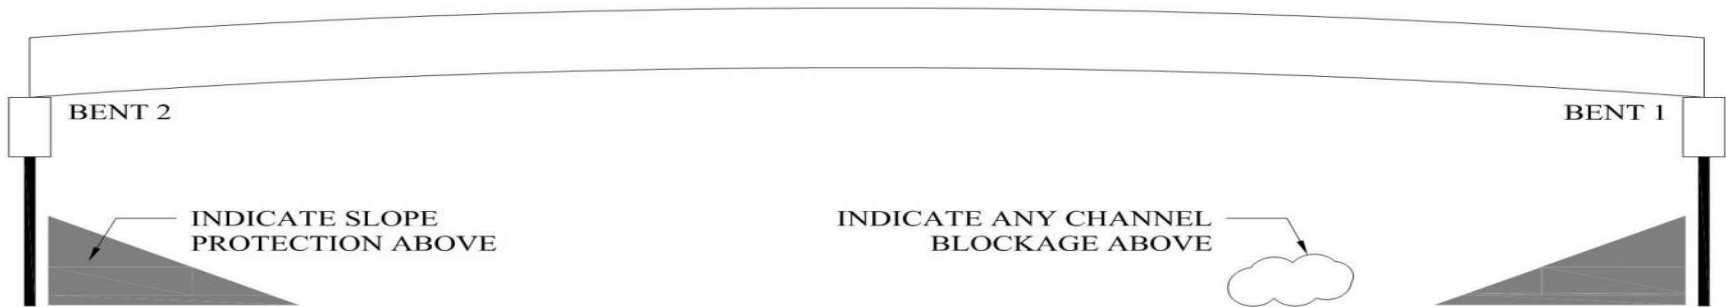 BENT 2
BENT 1
INDICATE SLOPE
PROTECTION ABOVE
INDICATE ANY CHANNEL
BLOCKAGE ABOVE